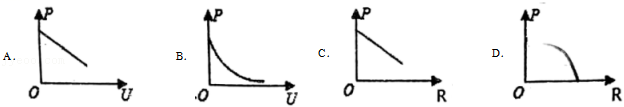 A. P O U
B. P O U
C. P O R
D. P O R